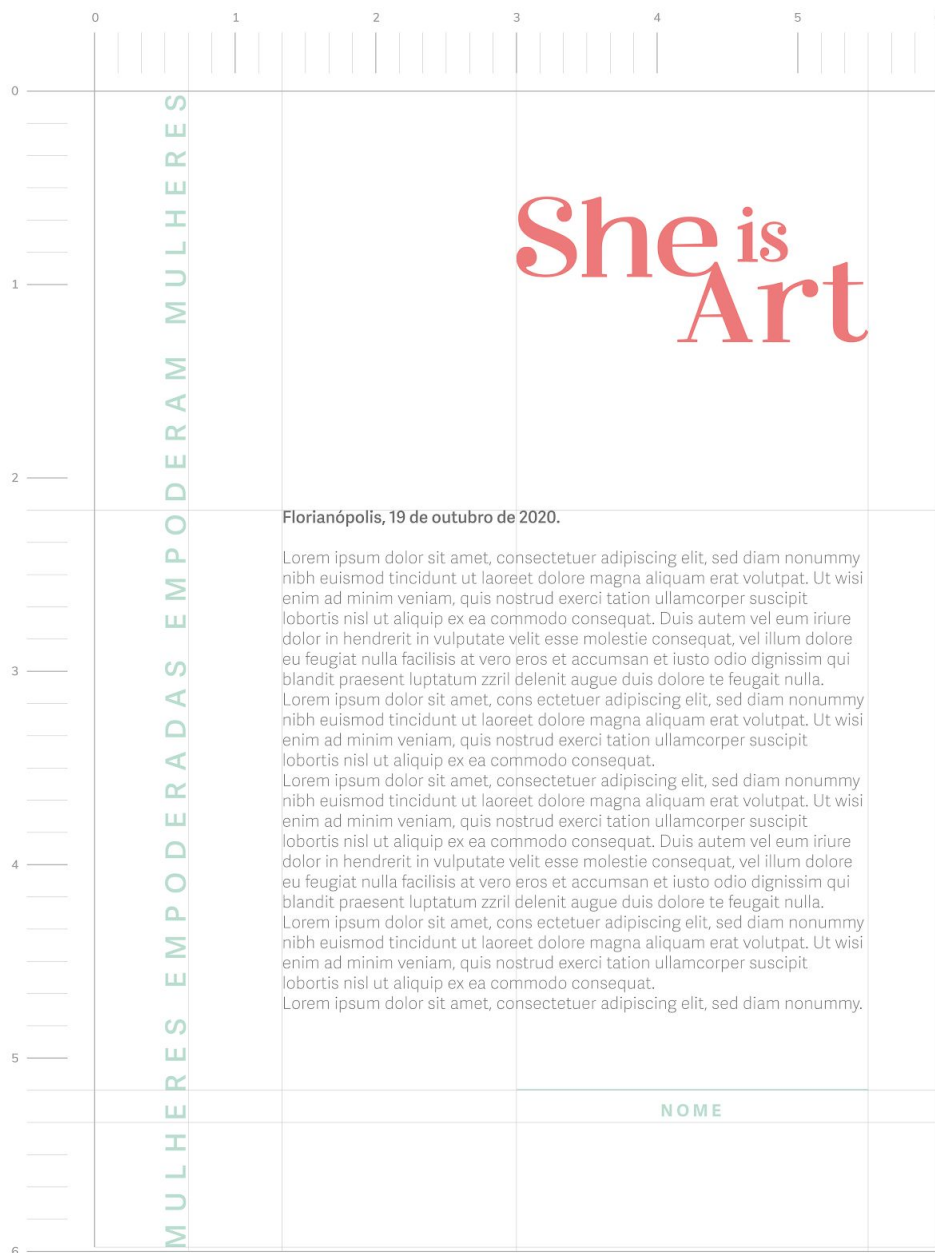 0 1 2 3 4 5
0
1
2
3
4
5
6
MULHERES EMPODERADAS EMPODERAM MULHERES
She is
Art
Florianópolis, 19 de outubro de 2020.
Lorem ipsum dolor sit amet, consectetuer adipiscing elit, sed diam nonummy
nibh euismod tincidunt ut laoreet dolore magna aliquam erat volutpat. Ut wisi
enim ad minim veniam, quis nostrud exerci tation ullamcorper suscipit
lobortis nisl ut aliquip ex ea commodo consequat. Duis autem vel eum iriure
dolor in hendrerit in vulputate velit esse molestie consequat, vel illum dolore
eu feugiat nulla facilisis at vero eros et accumsan et iusto odio dignissim qui
blandit praesent luptatum zzril delenit augue duis dolore te feugait nulla.
Lorem ipsum dolor sit amet, cons ectetuer adipiscing elit, sed diam nonummy
nibh euismod tincidunt ut laoreet dolore magna aliquam erat volutpat. Ut wisi
enim ad minim veniam, quis nostrud exerci tation ullamcorper suscipit
lobortis nisl ut aliquip ex ea commodo consequat.
Lorem ipsum dolor sit amet, consectetuer adipiscing elit, sed diam nonummy
nibh euismod tincidunt ut laoreet dolore magna aliquam erat volutpat. Ut wisi
enim ad minim veniam, quis nostrud exerci tation ullamcorper suscipit
lobortis nisl ut aliquip ex ea commodo consequat. Duis autem vel eum iriure
dolor in hendrerit in vulputate velit esse molestie consequat, vel illum dolore
eu feugiat nulla facilisis at vero eros et accumsan et iusto odio dignissim qui
blandit praesent luptatum zzril delenit augue duis dolore te feugait nulla.
Lorem ipsum dolor sit amet, cons ectetuer adipiscing elit, sed diam nonummy
nibh euismod tincidunt ut laoreet dolore magna aliquam erat volutpat. Ut wisi
enim ad minim veniam, quis nostrud exerci tation ullamcorper suscipit
lobortis nisl ut aliquip ex ea commodo consequat.
Lorem ipsum dolor sit amet, consectetuer adipiscing elit, sed diam nonummy.
NOME